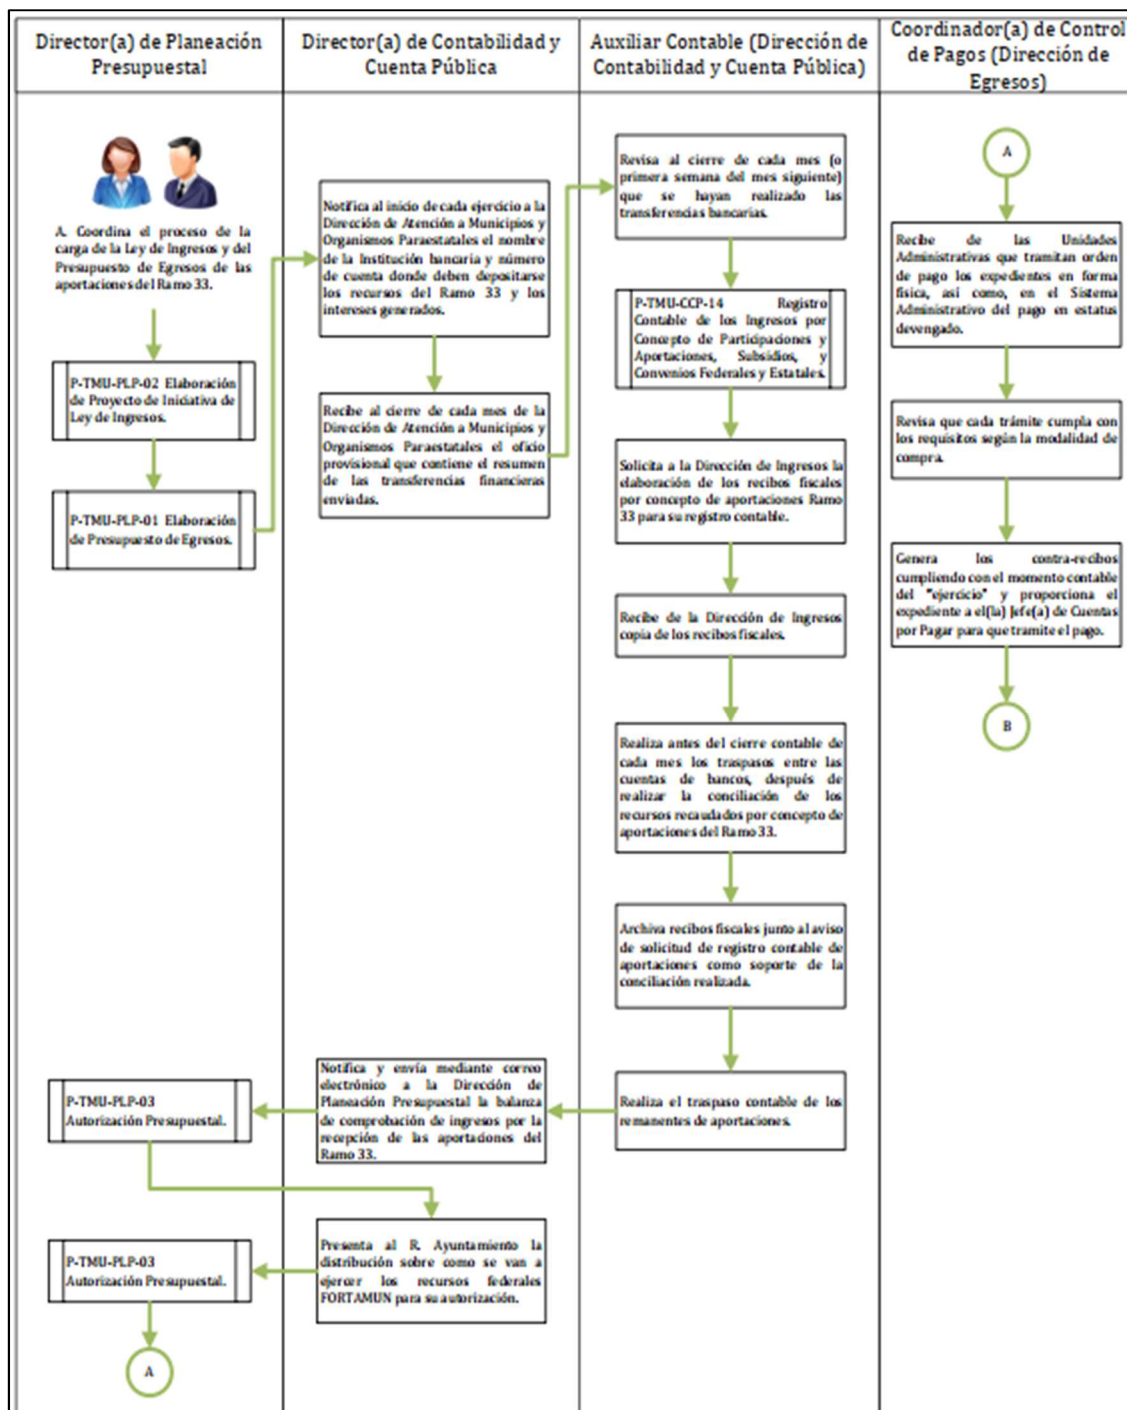 Director(a) de Planeación
Presupuestal
Director(a) de Contabilidad y
Cuenta Pública
Auxiliar Contable (Dirección de
Contabilidad y Cuenta Pública)
Coordinador(a) de Control
de Pagos (Dirección de
Egresos)
A. Coordina el proceso de la
carga de la Ley de Ingresos y del
Presupuesto de Egresos de las
aportaciones del Ramo 33.
P-TMU-PLP-02 Elaboración
de Proyecto de Iniciativa de
Ley de Ingresos.
P-TMU-PLP-01 Elaboración
de Presupuesto de Egresos.
Notifica al inicio de cada ejercicio a la
Dirección de Atención a Municipios y
Organismos Paraestatales el nombre
de la Institución bancaria y número
de cuenta donde deben depositarse
los recursos del Ramo 33 y los
intereses generados.
Recibe al cierre de cada mes de la
Dirección de Atención a Municipios y
Organismos Paraestatales el oficio
provisional que contiene el resumen
de las transferencias financieras
enviadas.
Revisa al cierre de cada mes (o
primera semana del mes siguiente)
que se hayan realizado las
transferencias bancarias.
P-TMU-CCP-14 Registro
Contable de los Ingresos por
Concepto de Participaciones y
Aportaciones, Subsidios, y
Convenios Federales y Estatales.
Solicita a la Dirección de Ingresos la
elaboración de los recibos fiscales
por concepto de aportaciones Ramo
33 para su registro contable.
Recibe de la Dirección de Ingresos
copia de los recibos fiscales.
Realiza antes del cierre contable de
cada mes los traspasos entre las
cuentas de bancos, después de
realizar la conciliación de los
recursos recaudados por concepto de
aportaciones del Ramo 33.
Archiva recibos fiscales junto al aviso
de solicitud de registro contable de
aportaciones como soporte de la
conciliación realizada.
Realiza el traspaso contable de los
remanentes de aportaciones.
Notifica y envía mediante correo
electrónico a la Dirección de
Planeación Presupuestal la balanza
de comprobación de ingresos por la
recepción de las aportaciones del
Ramo 33.
P-TMU-PLP-03
Autorización Presupuestal.
Presenta al R. Ayuntamiento la
distribución sobre como se van a
ejercer los recursos federales
FORTAMUN para su autorización.
P-TMU-PLP-03
Autorización Presupuestal.
A
A
Recibe de las Unidades
Administrativas que tramitan orden
de pago los expedientes en forma
física, así como, en el Sistema
Administrativo del pago en estatus
devengado.
Revisa que cada trámite cumpla con
los requisitos según la modalidad de
compra.
Genera los contra-recibos
cumpliendo con el momento contable
del "ejercicio" y proporciona el
expediente a el(la) Jefe(a) de Cuentas
por Pagar para que tramite el pago.
B